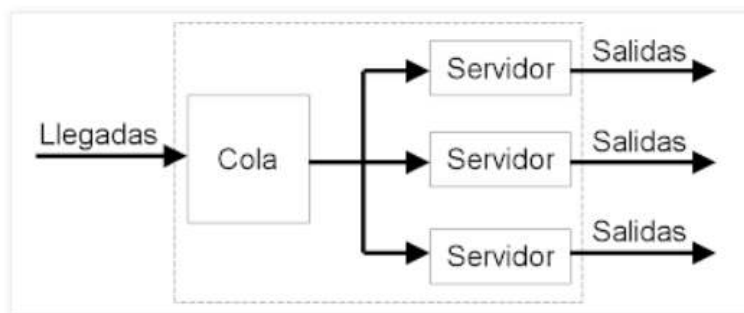 Llegadas
Cola
Servidor
Salidas
Servidor
Salidas
Servidor
Salidas